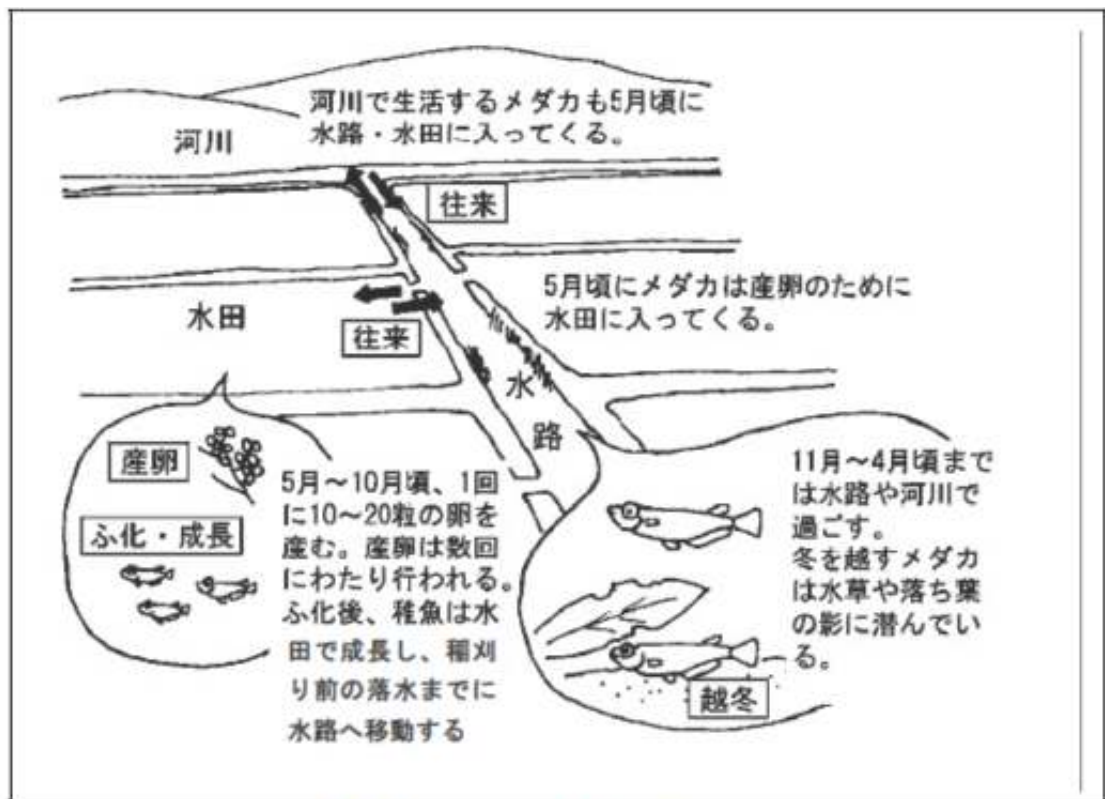 河川で生活するメダカも5月頃に
水路・水田に入ってくる。
河川
往来
5月頃にメダカは産卵のために
水田に入ってくる。
水田
往来
水
路
産卵
ふ化・成長
5月～10月頃、1回
に10～20粒の卵を
産む。産卵は数回
にわたり行われる。
ふ化後、稚魚は水
田で成長し、稲刈
り前の落水までに
水路へ移動する
11月～4月頃まで
は水路や河川で
過ごす。
冬を越すメダカ
は水草や落ち葉
の影に潜んでい
る。
越冬